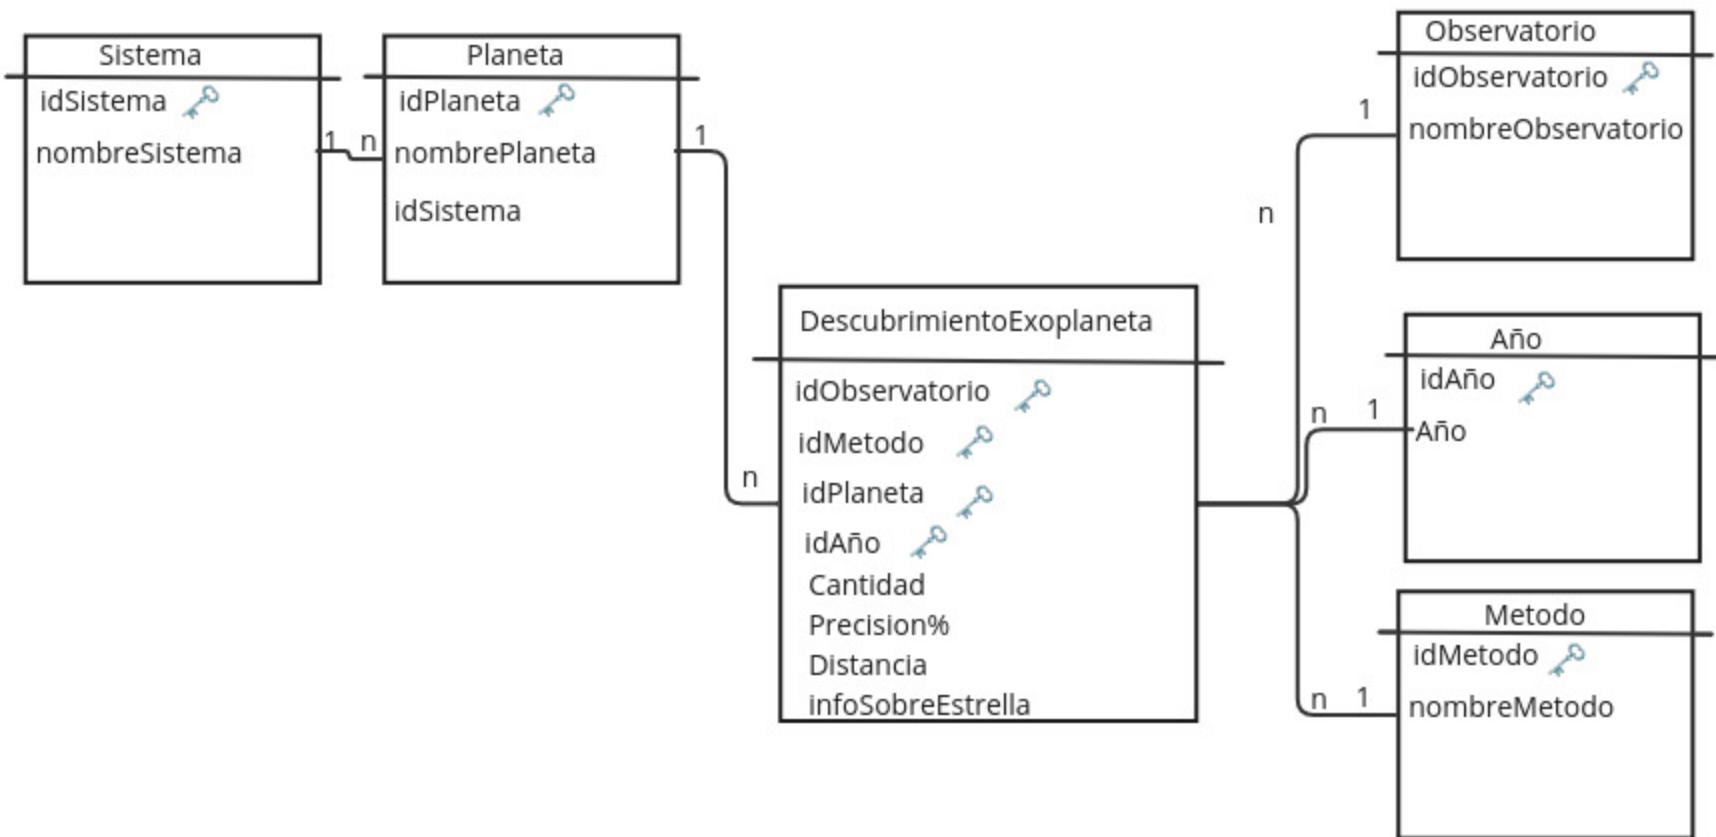 Sistema
idSistema
nombreSistema
1
n
Planeta
idPlaneta
nombrePlaneta
idSistema
1
n
DescubrimientoExoplaneta
idObservatorio
idMetodo
idPlaneta
idAño
Cantidad
Precision%
Distancia
infoSobreEstrella
n
1
Observatorio
idObservatorio
nombreObservatorio
n
1
Año
idAño
Año
n
1
Metodo
idMetodo
nombreMetodo